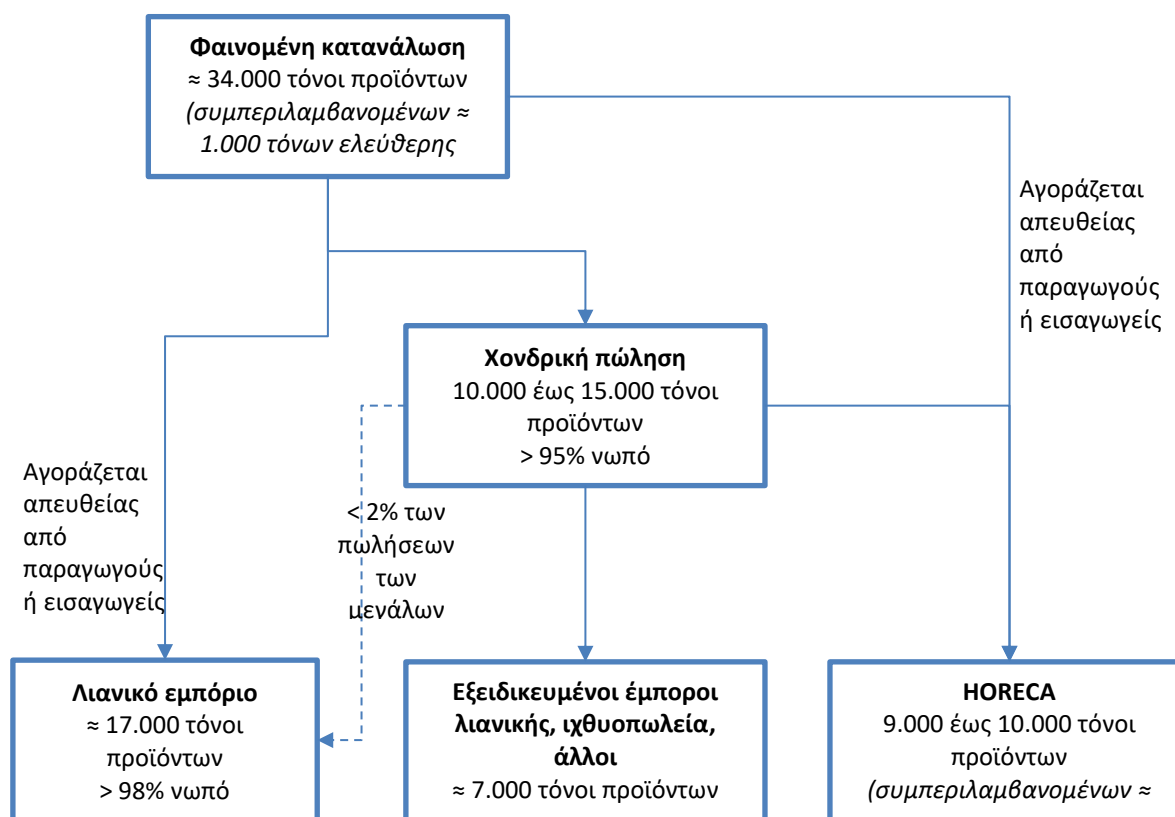 Φαινομένη κατανάλωση
≈ 34.000 τόνοι προϊόντων
(συμπεριλαμβανομένων ≈
1.000 τόνων ελεύθερης
Αγοράζεται
απευθείας
από
παραγωγούς
ή εισαγωγείς
Χονδρική πώληση
10.000 έως 15.000 τόνοι
προϊόντων
> 95% νωπό
Αγοράζεται
απευθείας
από
παραγωγούς
ή εισαγωγείς
< 2% των
πωλήσεων
των
μενάλων
Λιανικό εμπόριο
≈ 17.000 τόνοι
προϊόντων
> 98% νωπό
Εξειδικευμένοι έμποροι
λιανικής, ιχθυοπωλεία,
άλλοι
≈ 7.000 τόνοι προϊόντων
HORECA
9.000 έως 10.000 τόνοι
προϊόντων
(συμπεριλαμβανομένων ≈